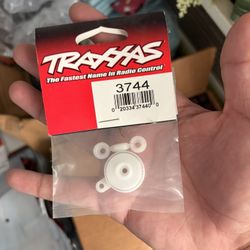 TRAXXAS
The Fastest Name In Radio Control
3744
0 20334 37440 0